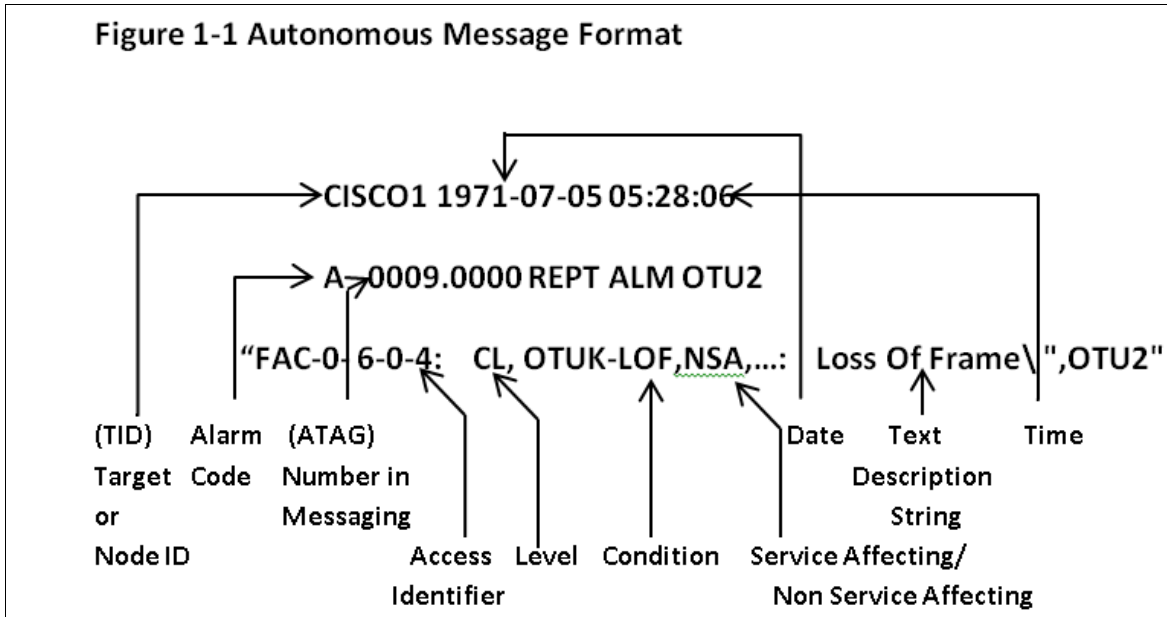 Figure 1-1 Autonomous Message Format
CISCO1 1971-07-05 05:28:06
A 0009.0000 REPT ALM OTU2
“FAC-0-6-0-4: CL, OTUK-LOF,NSA,...: Loss Of Frame\ ",OTU2"
(TID) Alarm (ATAG) Date Text Time
Target Code Number in Description
or Messaging String
Node ID Access Level Condition Service Affecting/
Identifier Non Service Affecting